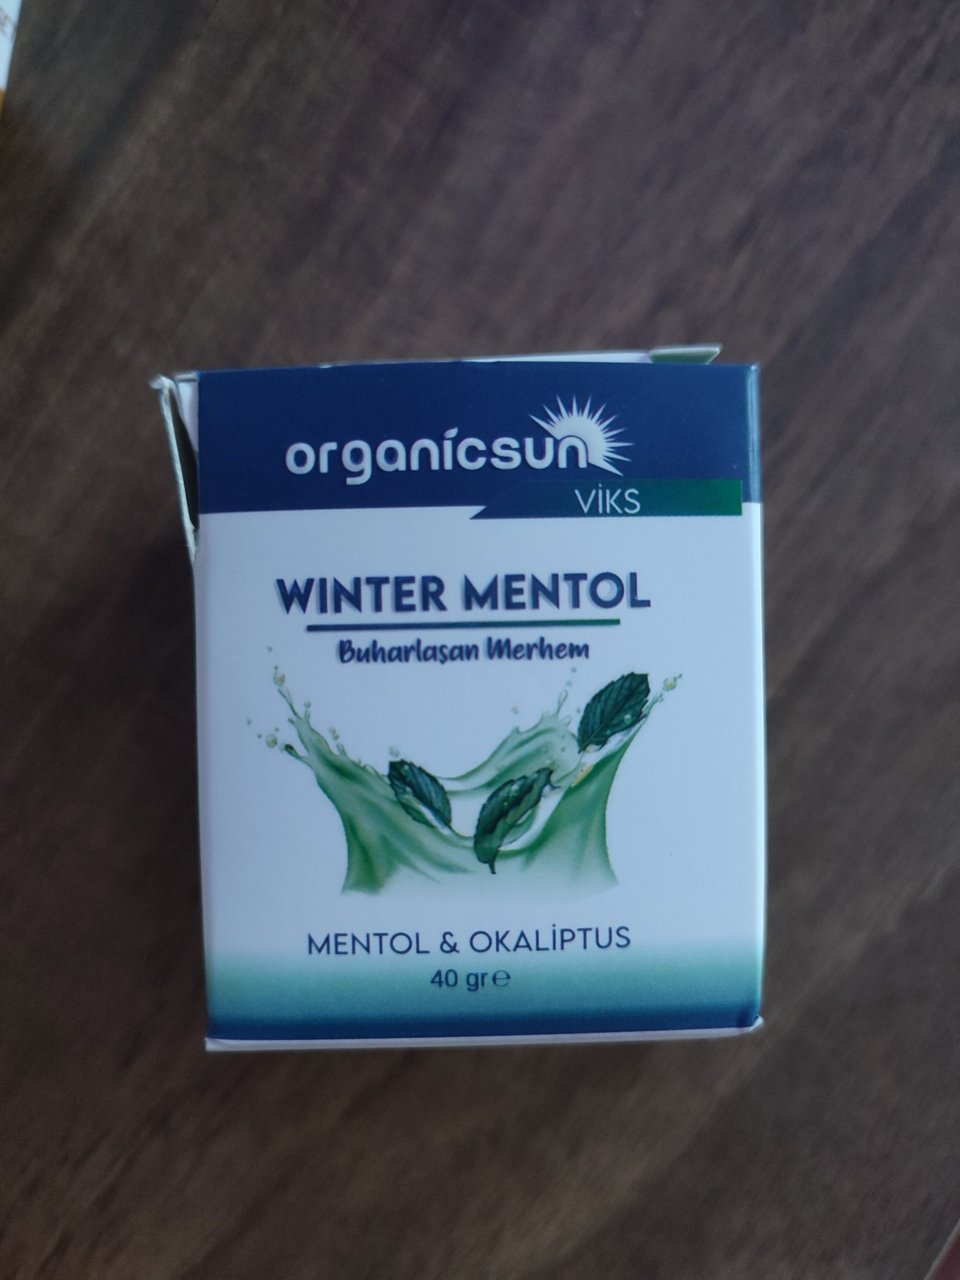 organicsun
VİKS
WINTER MENTOL
Buharlaşan Merhem
MENTOL & OKALİPTUS
40 gr ℮